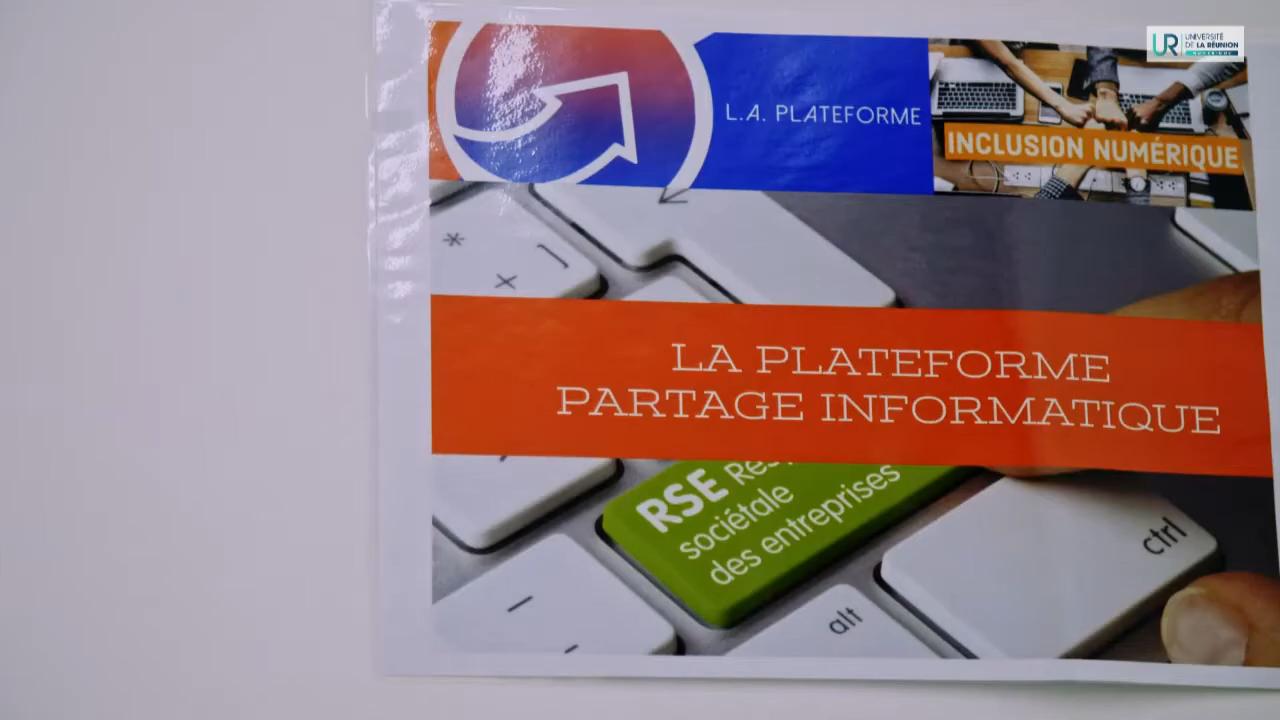 UR UNIVERSITÉ
DE LA RÉUNION
L.A. PLATEFORME
INCLUSION NUMÉRIQUE
*
]
x
LA PLATEFORME
PARTAGE INFORMATIQUE
RSE
sociétale
des entreprises
ctrl
alt